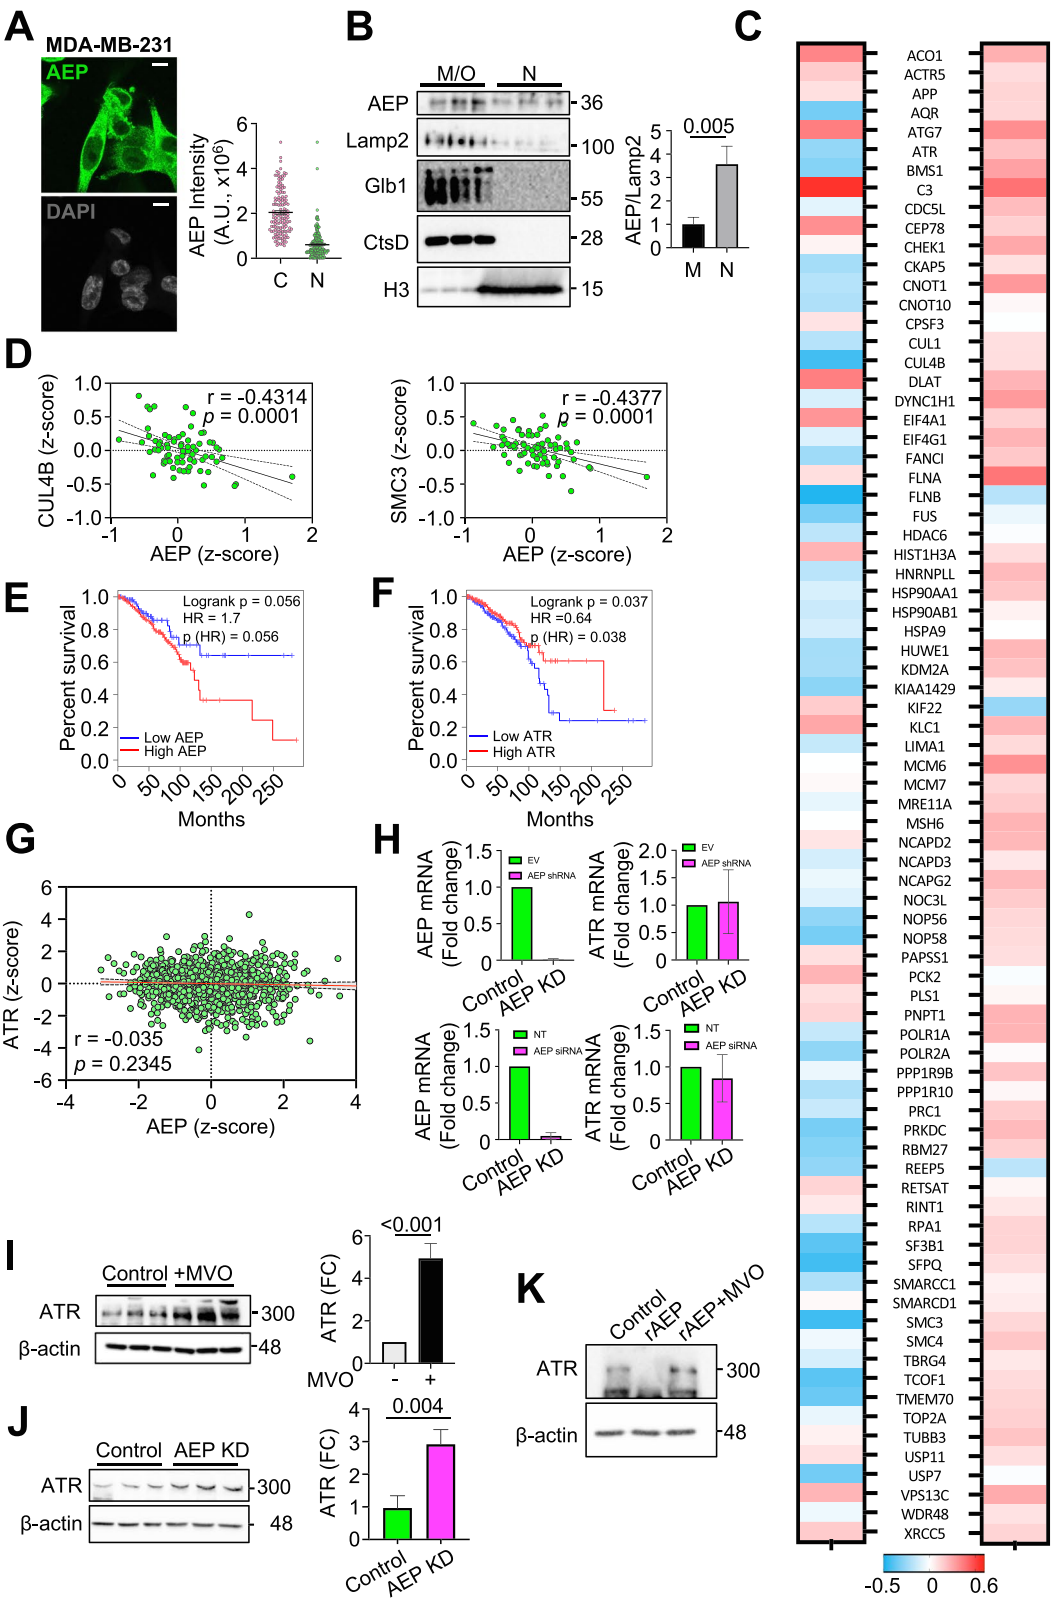 A
MDA-MB-231
AEP
DAPI
AEP Intensity
(A.U., x10⁶)
6
4
2
0
C N
B
M/O N
AEP
36
Lamp2
100
Glb1
55
CtsD
28
H3
15
AEP/Lamp2
0.005
5
4
3
2
1
0
M N
C
ACO1
ACTR5
APP
AQR
ATG7
ATR
BMS1
C3
CDC5L
CEP78
CHEK1
CKAP5
CNOT1
CNOT10
CPSF3
CUL1
CUL4B
DLAT
DYNC1H1
EIF4A1
EIF4G1
FANCI
FLNA
FLNB
FUS
HDAC6
HIST1H3A
HNRNPLL
HSP90AA1
HSP90AB1
HSPA9
HUWE1
KDM2A
KIAA1429
KIF22
KLC1
LIMA1
MCM6
MCM7
MRE11A
MSH6
NCAPD2
NCAPD3
NCAPG2
NOC3L
NOP56
NOP58
PAPSS1
PCK2
PLS1
PNPT1
POLR1A
POLR2A
PPP1R9B
PPP1R10
PRC1
PRKDC
RBM27
REEP5
RETSAT
RINT1
RPA1
SF3B1
SFPQ
SMARCC1
SMARCD1
SMC3
SMC4
TBRG4
TCOF1
TMEM70
TOP2A
TUBB3
USP11
USP7
VPS13C
WDR48
XRCC5
-0.5 0 0.6
D
CUL4B (z-score)
1.0
0.5
0.0
-0.5
-1.0
r = -0.4314
p = 0.0001
-1 0 1 2
AEP (z-score)
SMC3 (z-score)
1.0
0.5
0.0
-0.5
-1.0
r = -0.4377
p = 0.0001
-1 0 1 2
AEP (z-score)
E
Percent survival
1.0
0.8
0.6
0.4
0.2
0.0
Logrank p = 0.056
HR = 1.7
p (HR) = 0.056
Low AEP
High AEP
0 50 100 150 200 250
Months
F
Percent survival
1.0
0.8
0.6
0.4
0.2
0.0
Logrank p = 0.037
HR =0.64
p (HR) = 0.038
Low ATR
High ATR
0 50 100 150 200 250
Months
G
ATR (z-score)
6
4
2
0
-2
-4
-6
r = -0.035
p = 0.2345
-4 -2 0 2 4
AEP (z-score)
H
AEP mRNA
(Fold change)
1.5
1.0
0.5
0
EV
AEP shRNA
Control AEP KD
ATR mRNA
(Fold change)
2.0
1.5
1.0
0.5
0
EV
AEP shRNA
Control AEP KD
AEP mRNA
(Fold change)
1.5
1.0
0.5
0
NT
AEP siRNA
Control AEP KD
ATR mRNA
(Fold change)
1.5
1.0
0.5
0
NT
AEP siRNA
Control AEP KD
I
Control +MVO
ATR
300
β-actin
48
ATR (FC)
<0.001
6
4
2
0
MVO - +
J
Control AEP KD
ATR
300
β-actin
48
ATR (FC)
0.004
4
3
2
1
0
Control AEP KD
K
Control rAEP rAEP+MVO
ATR
300
β-actin
48